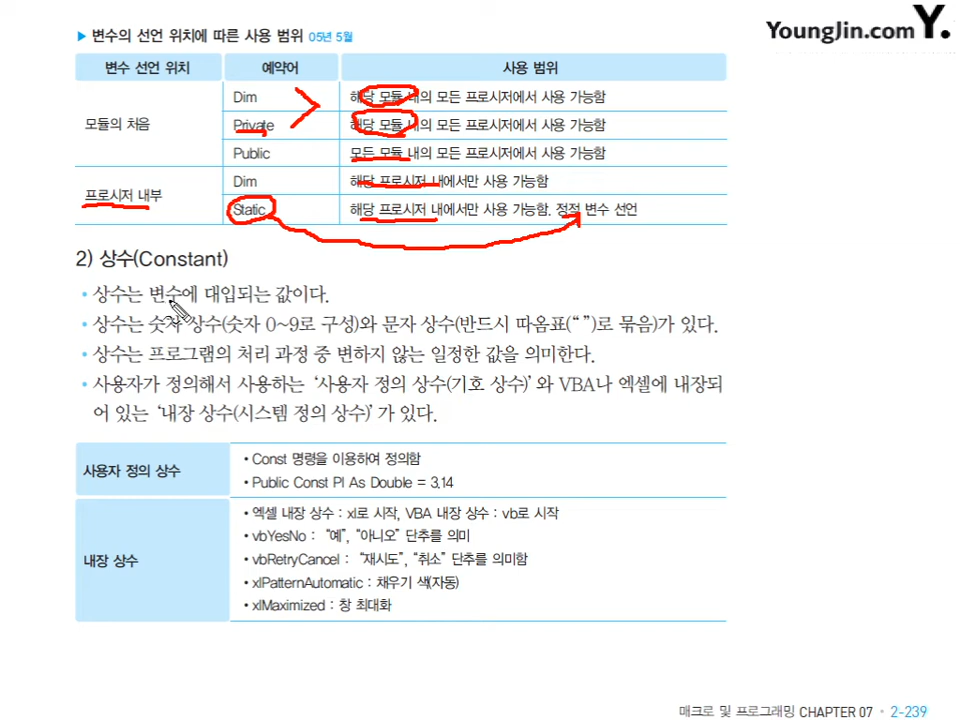 ▶ 변수의 선언 위치에 따른 사용 범위 05년 5월
YoungJin.com Y.
변수 선언 위치 예약어 사용 범위
모듈의 처음
Dim 해당 모듈 내의 모든 프로시저에서 사용 가능함
Private 해당 모듈 내의 모든 프로시저에서 사용 가능함
Public 모든 모듈 내의 모든 프로시저에서 사용 가능함
프로시저 내부
Dim 해당 프로시저 내에서만 사용 가능함
Static 해당 프로시저 내에서만 사용 가능함. 정적 변수 선언
2) 상수(Constant)
• 상수는 변수에 대입되는 값이다.
• 상수는 숫자 상수(숫자 0~9로 구성)와 문자 상수(반드시 따옴표(“ ”)로 묶음)가 있다.
• 상수는 프로그램의 처리 과정 중 변하지 않는 일정한 값을 의미한다.
• 사용자가 정의해서 사용하는 ‘사용자 정의 상수(기호 상수)’와 VBA나 엑셀에 내장되
어 있는 ‘내장 상수(시스템 정의 상수)’가 있다.
사용자 정의 상수
• Const 명령을 이용하여 정의함
• Public Const PI As Double = 3.14
내장 상수
• 엑셀 내장 상수 : xl로 시작, VBA 내장 상수 : vb로 시작
• vbYesNo : “예”, “아니오” 단추를 의미
• vbRetryCancel : “재시도”, “취소” 단추를 의미함
• xlPatternAutomatic : 채우기 색(자동)
• xlMaximized : 창 최대화
매크로 및 프로그래밍 CHAPTER 07 • 2-239